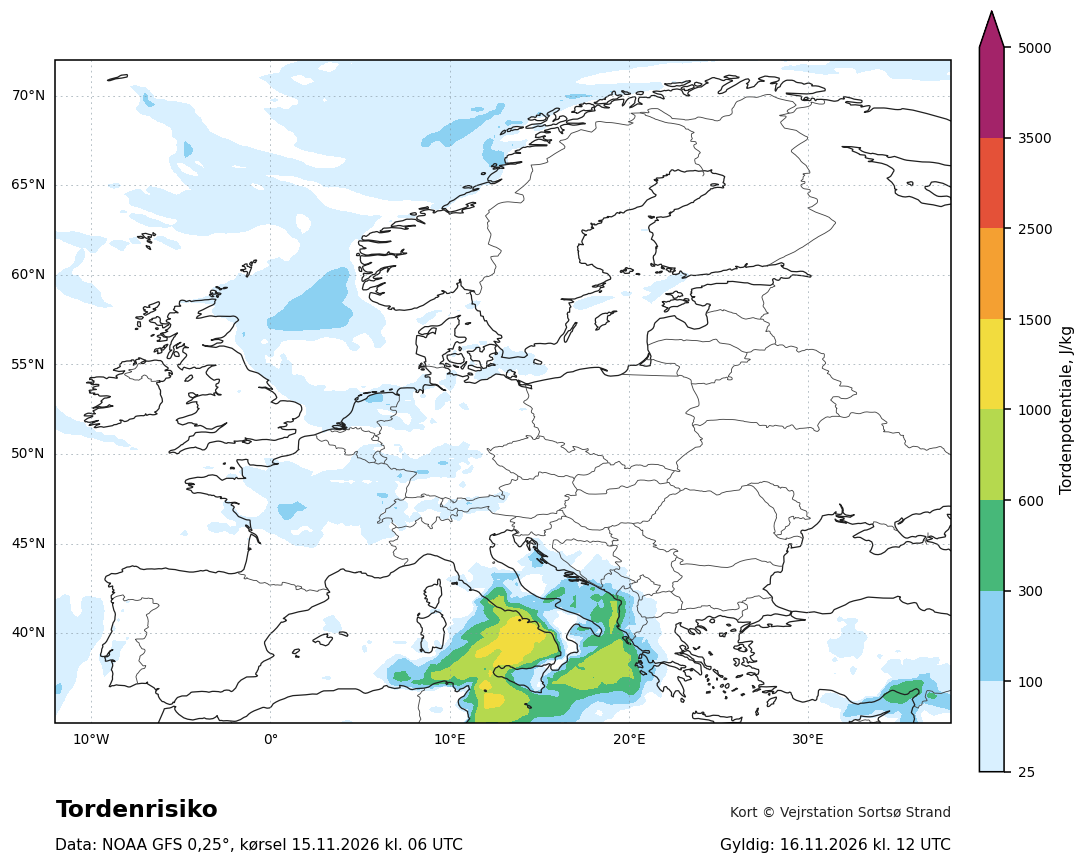 70°N
65°N
60°N
55°N
50°N
45°N
40°N
10°W
0°
10°E
20°E
30°E
5000
3500
2500
1500
1000
600
300
100
25
Tordenpotentiale, J/kg
Tordenrisiko
Kort © Vejrstation Sortsø Strand
Data: NOAA GFS 0,25°, kørsel 15.11.2026 kl. 06 UTC
Gyldig: 16.11.2026 kl. 12 UTC